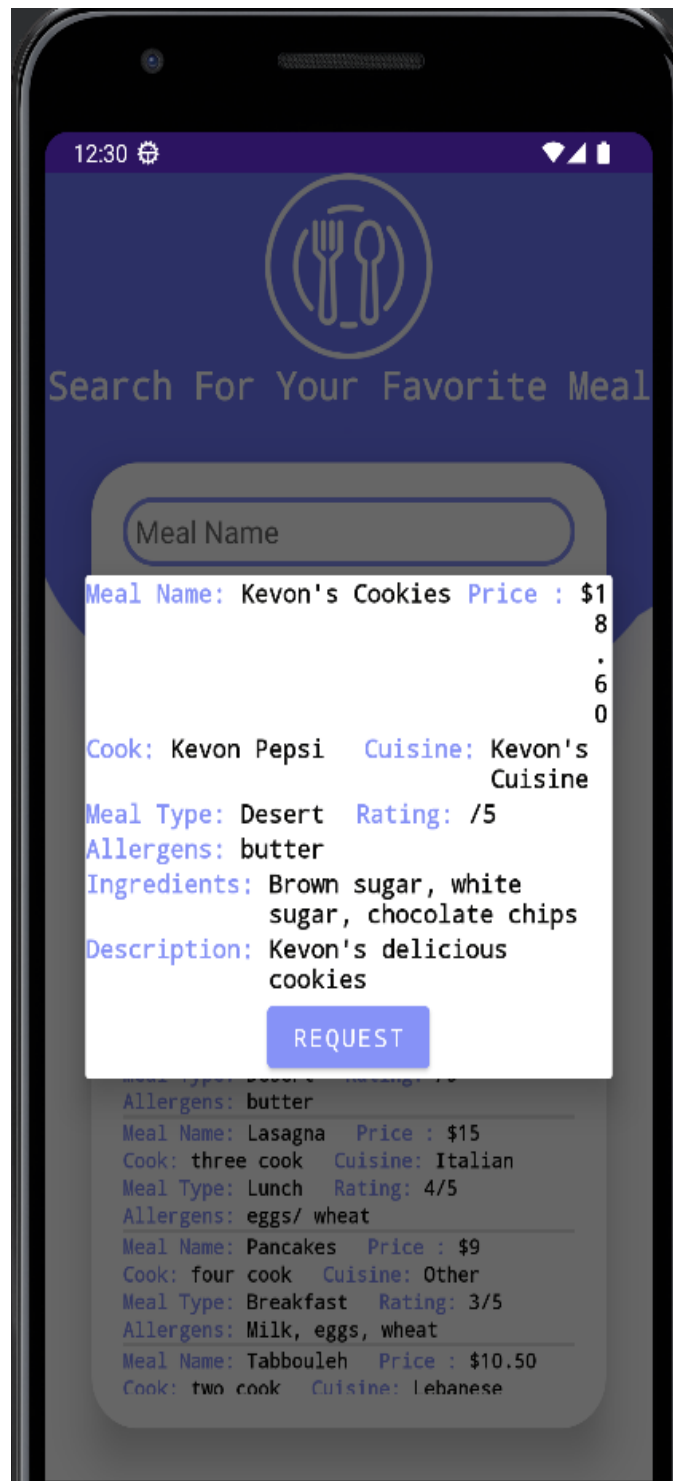 12:30
Search For Your Favorite Meal
Meal Name
Meal Name: Kevon's Cookies Price : $1
8
.
6
0
Cook: Kevon Pepsi Cuisine: Kevon's
Cuisine
Meal Type: Desert Rating: /5
Allergens: butter
Ingredients: Brown sugar, white
sugar, chocolate chips
Description: Kevon's delicious
cookies
REQUEST
Meal Type: Desert Rating: /5
Allergens: butter
Meal Name: Lasagna Price : $15
Cook: three cook Cuisine: Italian
Meal Type: Lunch Rating: 4/5
Allergens: eggs/ wheat
Meal Name: Pancakes Price : $9
Cook: four cook Cuisine: Other
Meal Type: Breakfast Rating: 3/5
Allergens: Milk, eggs, wheat
Meal Name: Tabbouleh Price : $10.50
Cook: two cook Cuisine: Lebanese